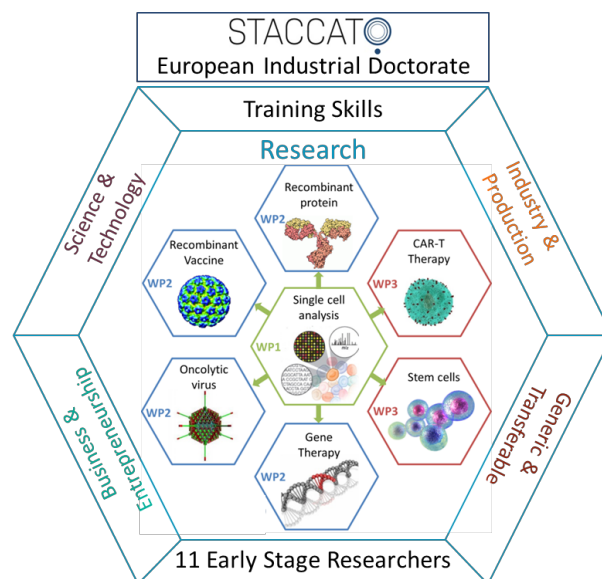 STACCATO
European Industrial Doctorate
Training Skills
Science &
Technology
Industry &
Production
Research
Recombinant
protein
WP2
Recombinant
Vaccine
WP2
CAR-T
Therapy
WP3
Single cell
analysis
WP1
Oncolytic
virus
WP2
Stem cells
WP3
Gene
Therapy
WP2
Business &
Entrepreneurship
Generic &
Transferable
11 Early Stage Researchers